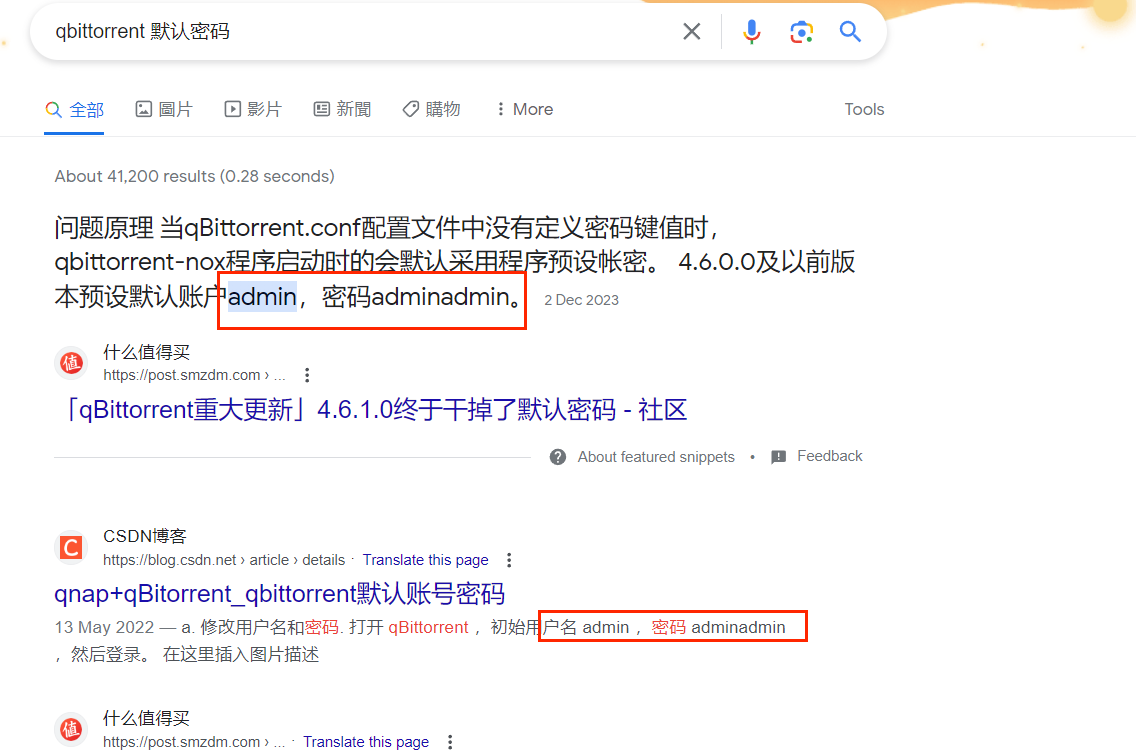 qbittorrent 默认密码
全部 圖片 影片 新聞 購物 More Tools
About 41,200 results (0.28 seconds)
问题原理 当qBittorrent.conf配置文件中没有定义密码键值时，
qbittorrent-nox程序启动时的会默认采用程序预设帐密。 4.6.0.0及以前版
本预设默认账户admin，密码adminadmin。 2 Dec 2023
值
什么值得买
https://post.smzdm.com › ...
「qBittorrent重大更新」4.6.1.0终于干掉了默认密码 - 社区
About featured snippets • Feedback
C
CSDN博客
https://blog.csdn.net › article › details · Translate this page
qnap+qBitorrent_qbittorrent默认账号密码
13 May 2022 — a. 修改用户名和密码. 打开 qBittorrent ，初始用户名 admin ，密码 adminadmin
，然后登录。 在这里插入图片描述
值
什么值得买
https://post.smzdm.com › ... · Translate this page